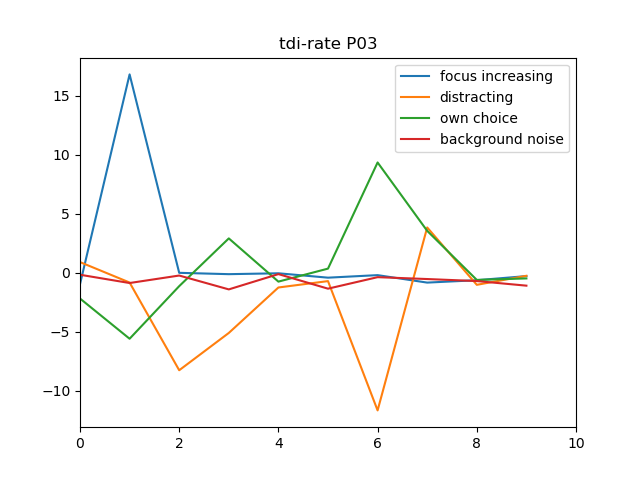 tdi-rate P03
focus increasing
distracting
own choice
background noise
15
10
5
0
−5
−10
0 2 4 6 8 10